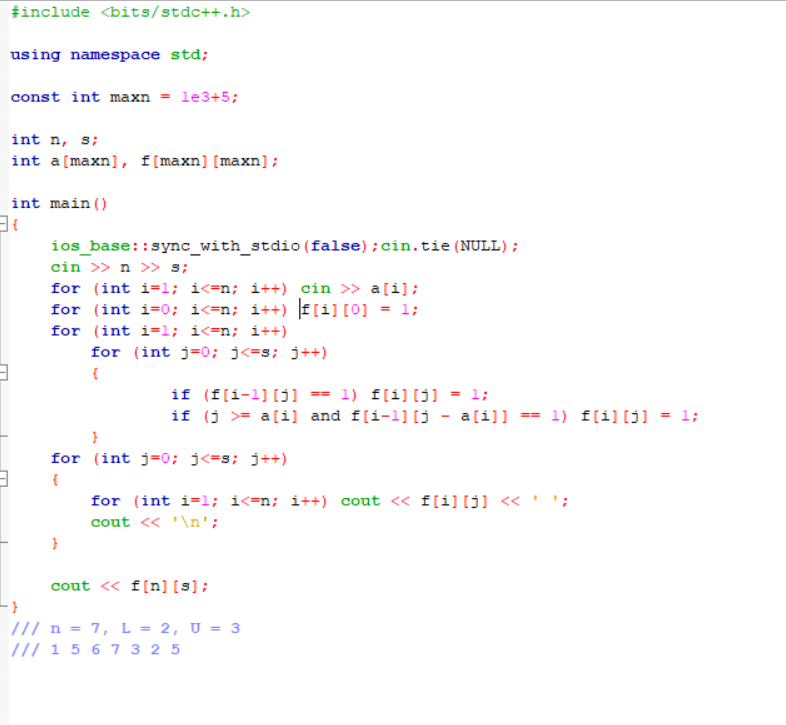 #include <bits/stdc++.h>
using namespace std;
const int maxn = 1e3+5;
int n, s;
int a[maxn], f[maxn][maxn];
int main()
{
ios_base::sync_with_stdio(false);cin.tie(NULL);
cin >> n >> s;
for (int i=1; i<=n; i++) cin >> a[i];
for (int i=0; i<=n; i++) f[i][0] = 1;
for (int i=1; i<=n; i++)
for (int j=0; j<=s; j++)
{
if (f[i-1][j] == 1) f[i][j] = 1;
if (j >= a[i] and f[i-1][j - a[i]] == 1) f[i][j] = 1;
}
for (int j=0; j<=s; j++)
{
for (int i=1; i<=n; i++) cout << f[i][j] << ' ';
cout << '\n';
}
cout << f[n][s];
}
/// n = 7, L = 2, U = 3
/// 1 5 6 7 3 2 5